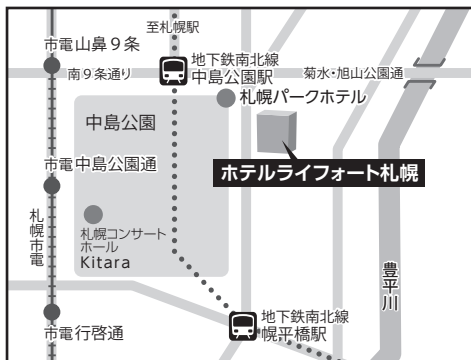 至札幌駅
市電山鼻9条
地下鉄南北線
中島公園駅
南9条通り
菊水・旭山公園通
札幌パークホテル
中島公園
ホテルライフォート札幌
市電中島公園通
札幌市電
札幌コンサート
ホール
Kitara
豊平川
地下鉄南北線
幌平橋駅
市電行啓通